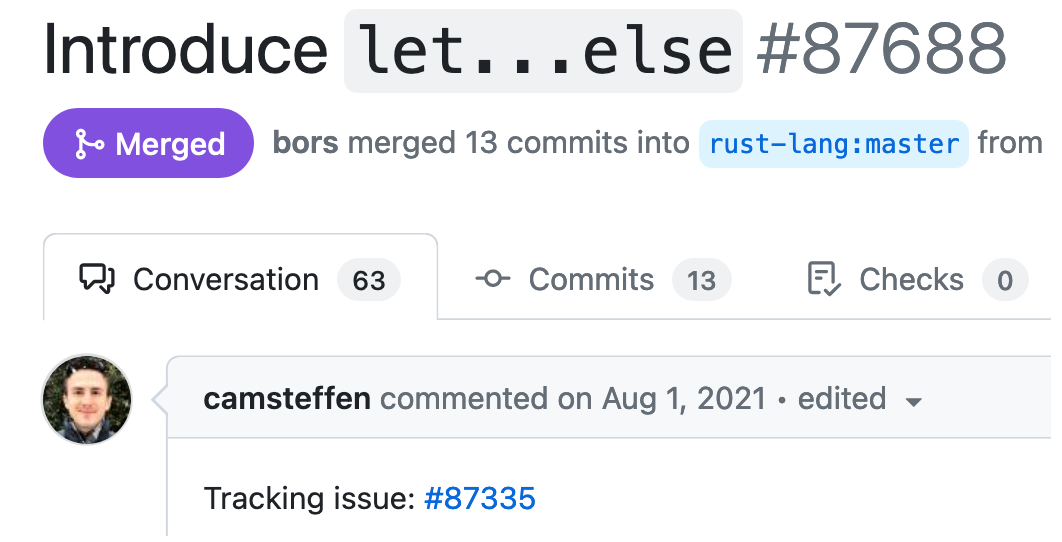 Introduce let...else #87688
Merged bors merged 13 commits into rust-lang:master from
Conversation 63 Commits 13 Checks 0
camsteffen commented on Aug 1, 2021 • edited
Tracking issue: #87335